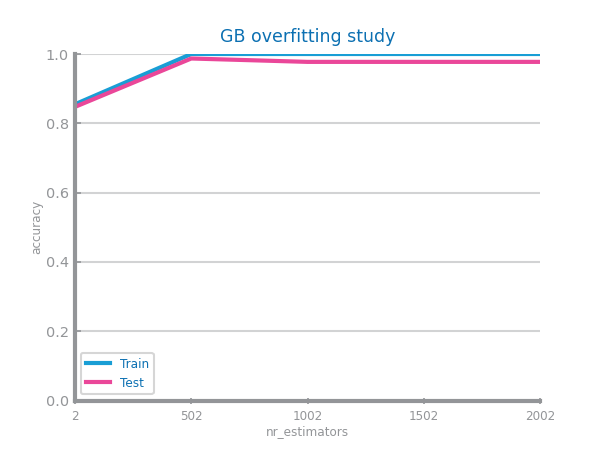 GB overfitting study
1.0
0.8
0.6
0.4
0.2
0.0
accuracy
Train
Test
2 502 1002 1502 2002
nr_estimators